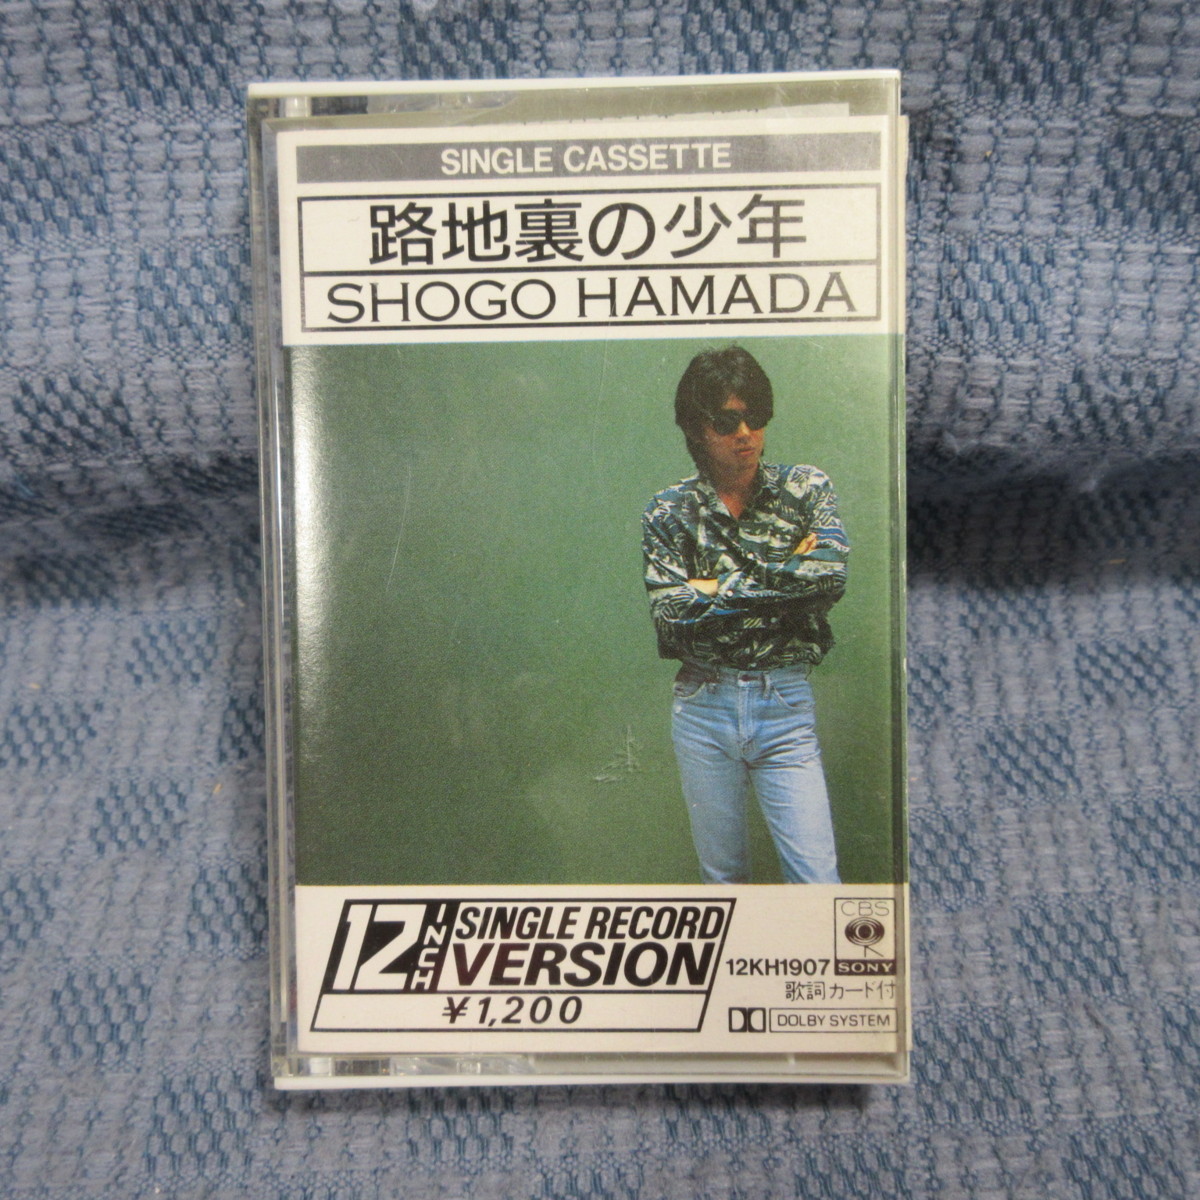 SINGLE CASSETTE
路地裏の少年
SHOGO HAMADA
12 INCH SINGLE RECORD
VERSION
¥1,200
12KH1907
CBS
SONY
歌詞カード付
DOLBY SYSTEM